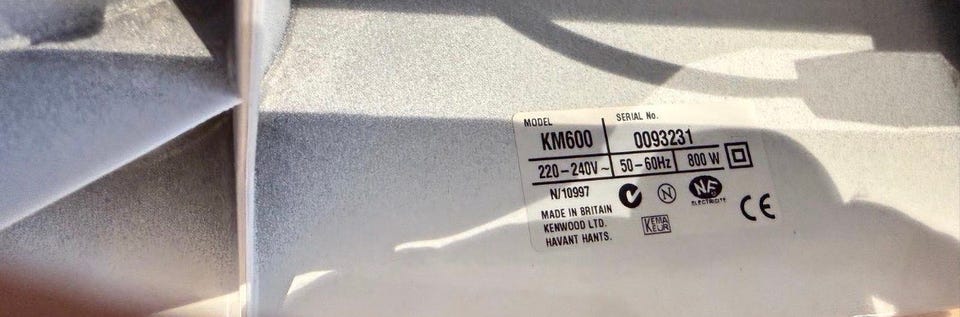 MODEL SERIAL No.
KM600 0093231
220-240V~ 50-60Hz 800 W
N/10997
N NF
ELECTRICITE
MADE IN BRITAIN
KENWOOD LTD. KEMA
HAVANT HANTS. KEUR
CE